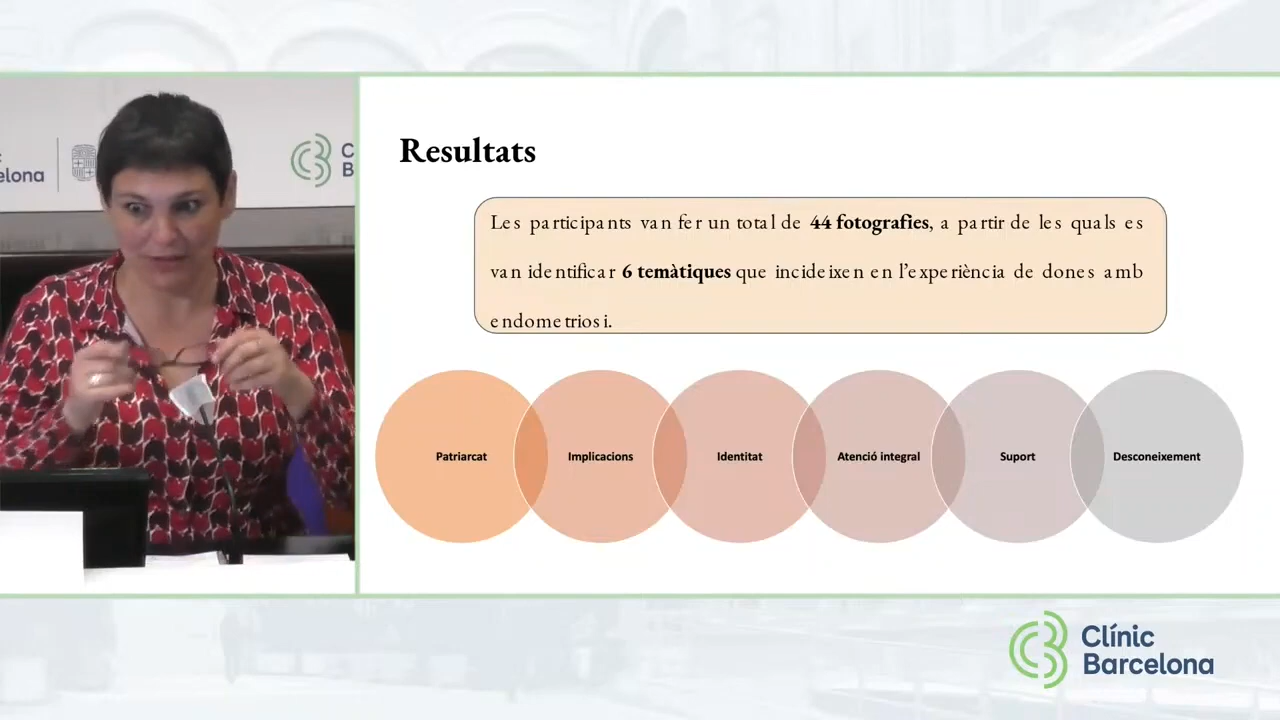 elona
C
B
Resultats
Les participants van fer un total de 44 fotografies, a partir de les quals es
van identificar 6 temàtiques que incideixen en l'experiència de dones amb
endometriosi.
Patriarcat
Implicacions
Identitat
Atenció integral
Suport
Desconeixement
Clínic
Barcelona